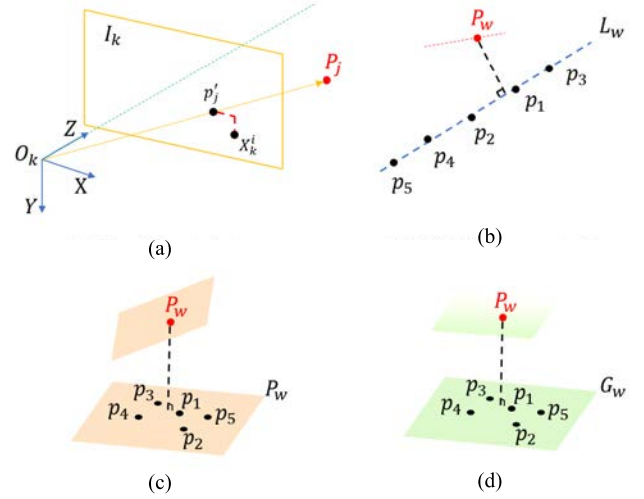 I_k
P_j
p'_j
X_k^i
Z
O_k
X
Y
(a)
P_w
L_w
p_3
p_1
p_2
p_4
p_5
(b)
P_w
P_w
p_3
p_1
p_4
p_5
p_2
(c)
P_w
G_w
p_3
p_1
p_4
p_5
p_2
(d)